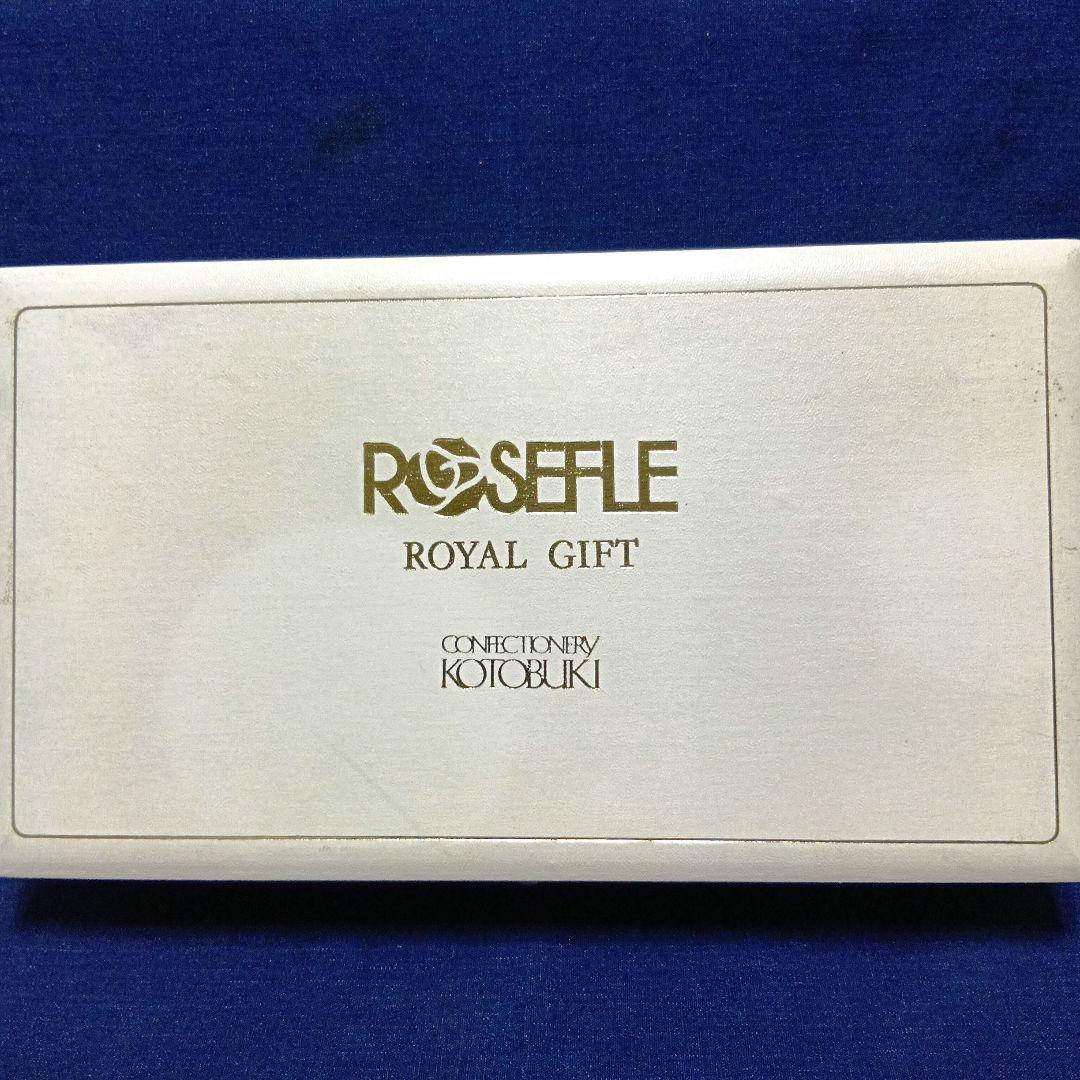 ROSEFLE
ROYAL GIFT
CONFECTIONERY
KOTOBUKI